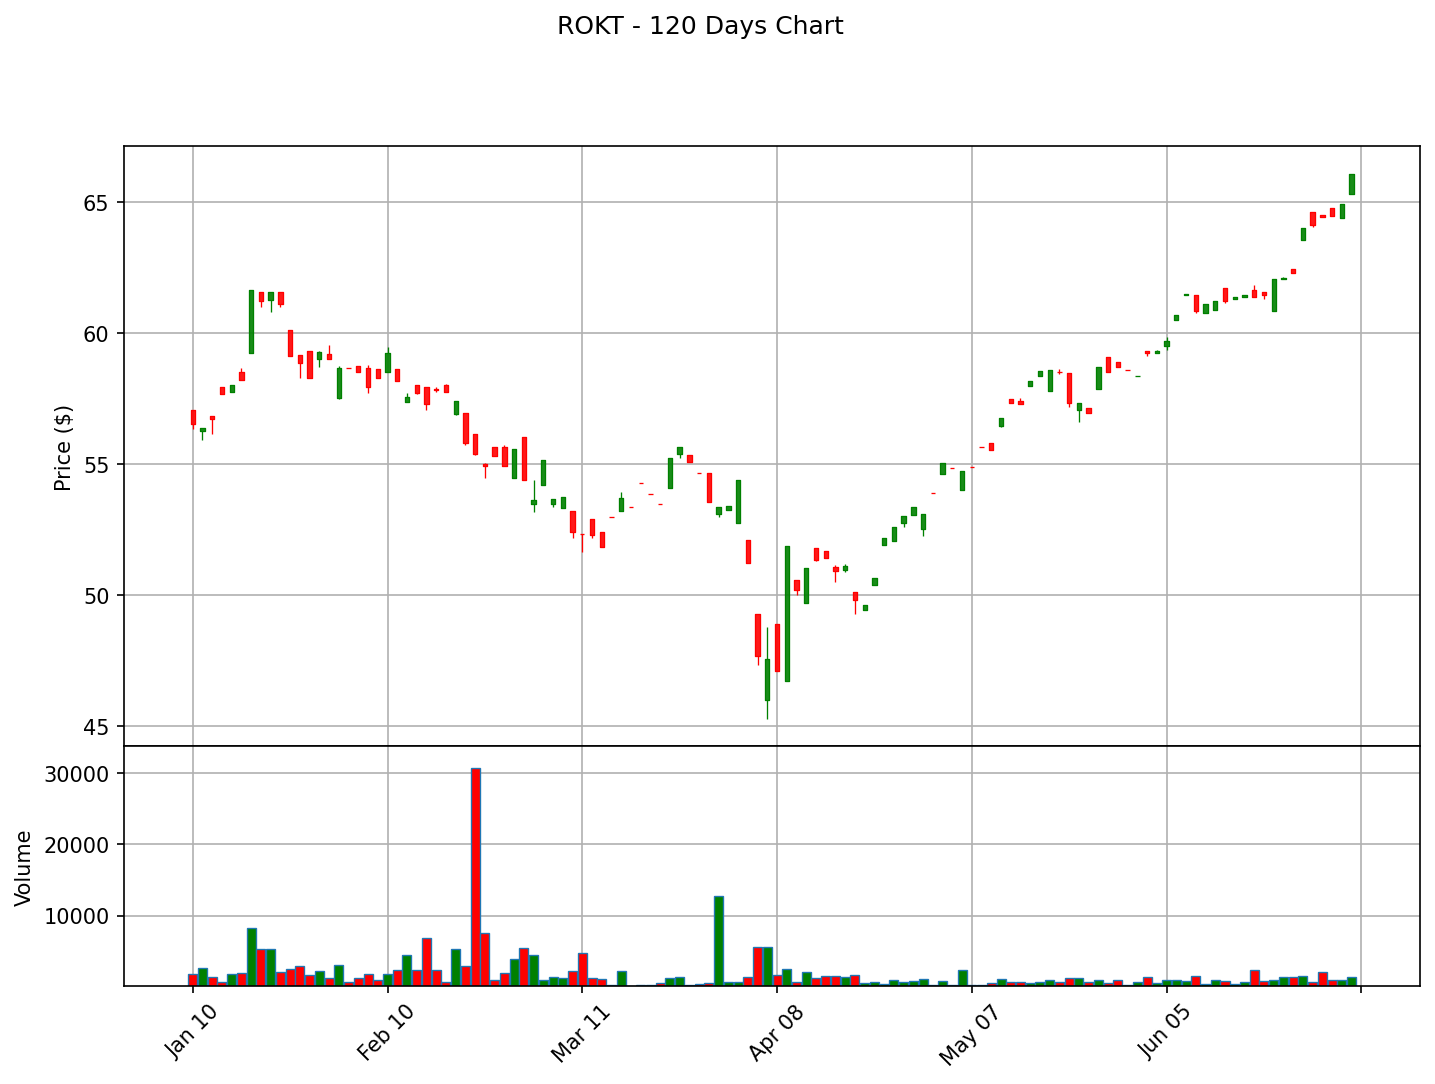 ROKT - 120 Days Chart
Price ($)
65
60
55
50
45
Volume
30000
20000
10000
Jan 10
Feb 10
Mar 11
Apr 08
May 07
Jun 05